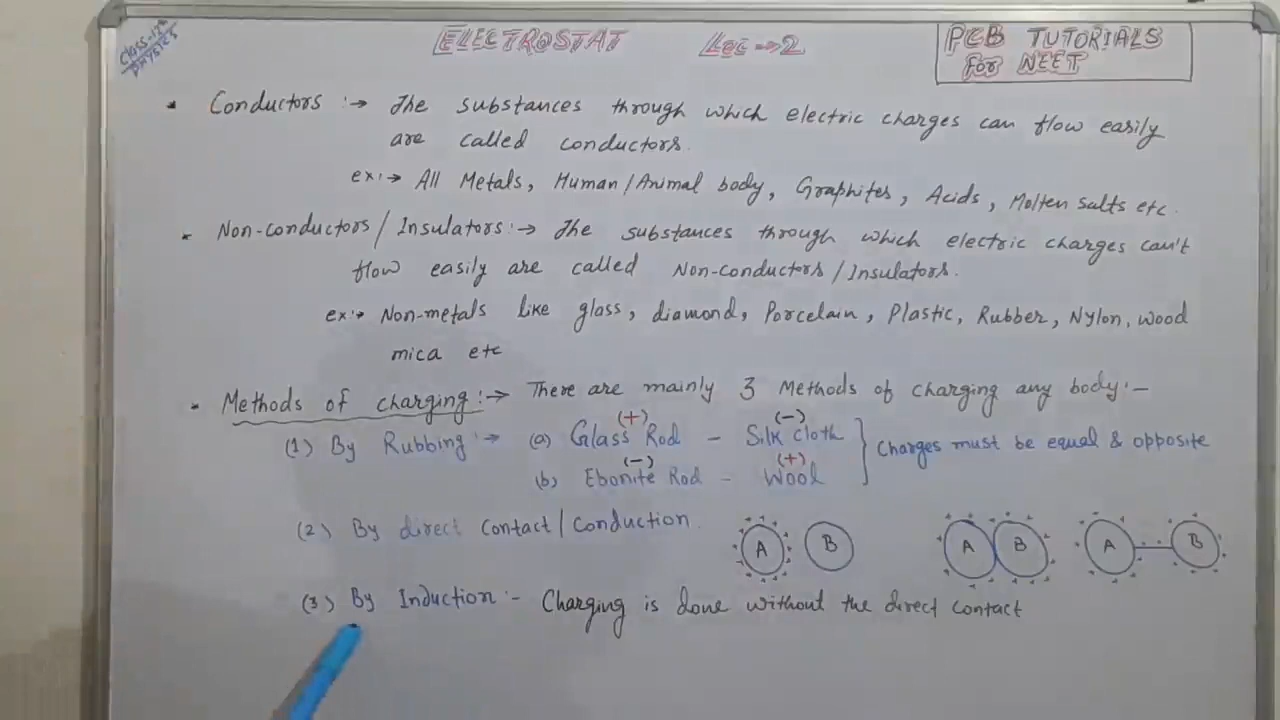 Class-12th
PHYSICS
ELECTROSTAT Lec→2
PCB TUTORIALS
for NEET
* Conductors :→ The substances through which electric charges can flow easily
are called conductors.
ex:→ All Metals, Human/Animal body, Graphites, Acids, Molten salts etc.
* Non-conductors/Insulators:→ The substances through which electric charges can't
flow easily are called Non-conductors/Insulators.
ex:→ Non-metals like glass, diamond, Porcelain, Plastic, Rubber, Nylon, wood
mica etc
• Methods of charging:→ There are mainly 3 Methods of charging any body:-
(+) (-)
(1) By Rubbing:→ (a) Glass Rod - Silk cloth } Charges must be equal & opposite
(-) (+)
(b) Ebonite Rod - Wool
(2) By direct contact/conduction. A B A B A B
(3) By Induction:- Charging is done without the direct contact